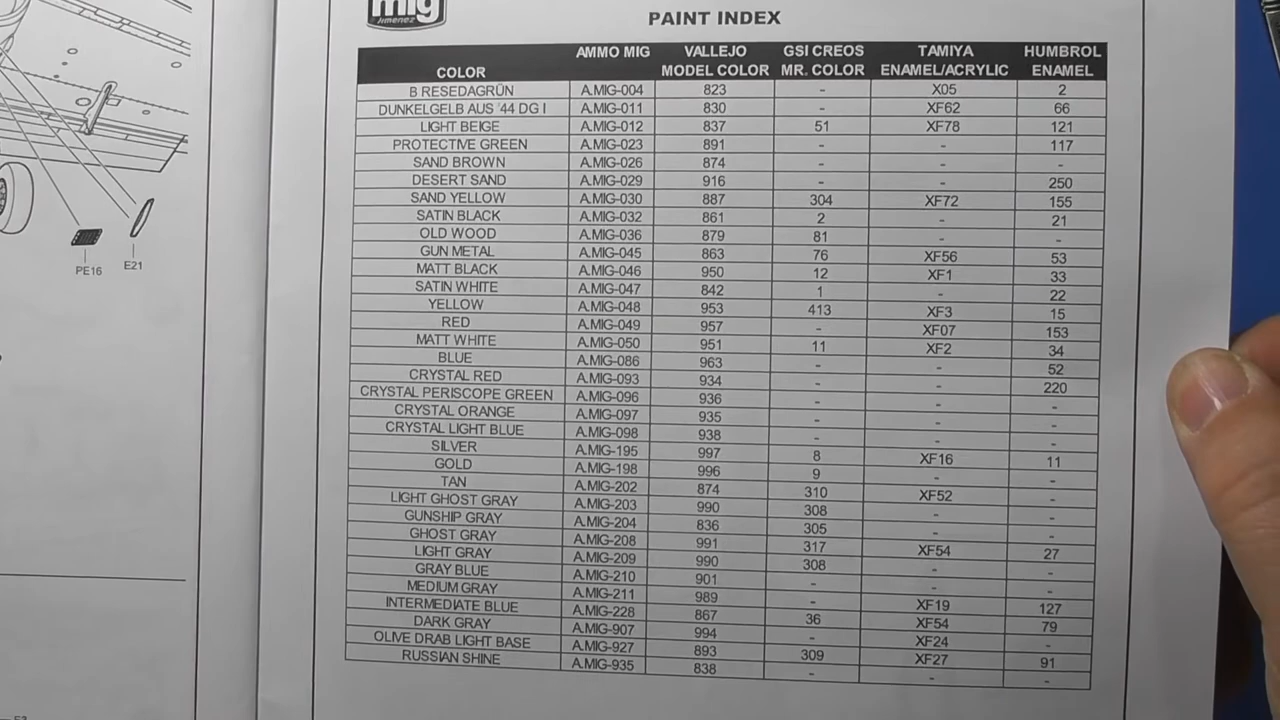 mig
Jimenez
PAINT INDEX
COLOR AMMO MIG VALLEJO MODEL COLOR GSI CREOS MR. COLOR TAMIYA ENAMEL/ACRYLIC HUMBROL ENAMEL
B RESEDAGRÜN A.MIG-004 823 - X05 2
DUNKELGELB AUS ´44 DG I A.MIG-011 830 - XF62 66
LIGHT BEIGE A.MIG-012 837 51 XF78 121
PROTECTIVE GREEN A.MIG-023 891 - - 117
SAND BROWN A.MIG-026 874 - - -
DESERT SAND A.MIG-029 916 - - 250
SAND YELLOW A.MIG-030 887 304 XF72 155
SATIN BLACK A.MIG-032 861 2 - 21
OLD WOOD A.MIG-036 879 81 - -
GUN METAL A.MIG-045 863 76 XF56 53
MATT BLACK A.MIG-046 950 12 XF1 33
SATIN WHITE A.MIG-047 842 1 - 22
YELLOW A.MIG-048 953 413 XF3 15
RED A.MIG-049 957 - XF07 153
MATT WHITE A.MIG-050 951 11 XF2 34
BLUE A.MIG-086 963 - - 52
CRYSTAL RED A.MIG-093 934 - - 220
CRYSTAL PERISCOPE GREEN A.MIG-096 936 - - -
CRYSTAL ORANGE A.MIG-097 935 - - -
CRYSTAL LIGHT BLUE A.MIG-098 938 - - -
SILVER A.MIG-195 997 8 XF16 11
GOLD A.MIG-198 996 9 - -
TAN A.MIG-202 874 310 XF52 -
LIGHT GHOST GRAY A.MIG-203 990 308 - -
GUNSHIP GRAY A.MIG-204 836 305 - -
GHOST GRAY A.MIG-208 991 317 XF54 27
LIGHT GRAY A.MIG-209 990 308 - -
GRAY BLUE A.MIG-210 901 - - -
MEDIUM GRAY A.MIG-211 989 - XF19 127
INTERMEDIATE BLUE A.MIG-228 867 36 XF54 79
DARK GRAY A.MIG-907 994 - XF24 -
OLIVE DRAB LIGHT BASE A.MIG-927 893 309 XF27 91
RUSSIAN SHINE A.MIG-935 838 - - -
PE16 E21